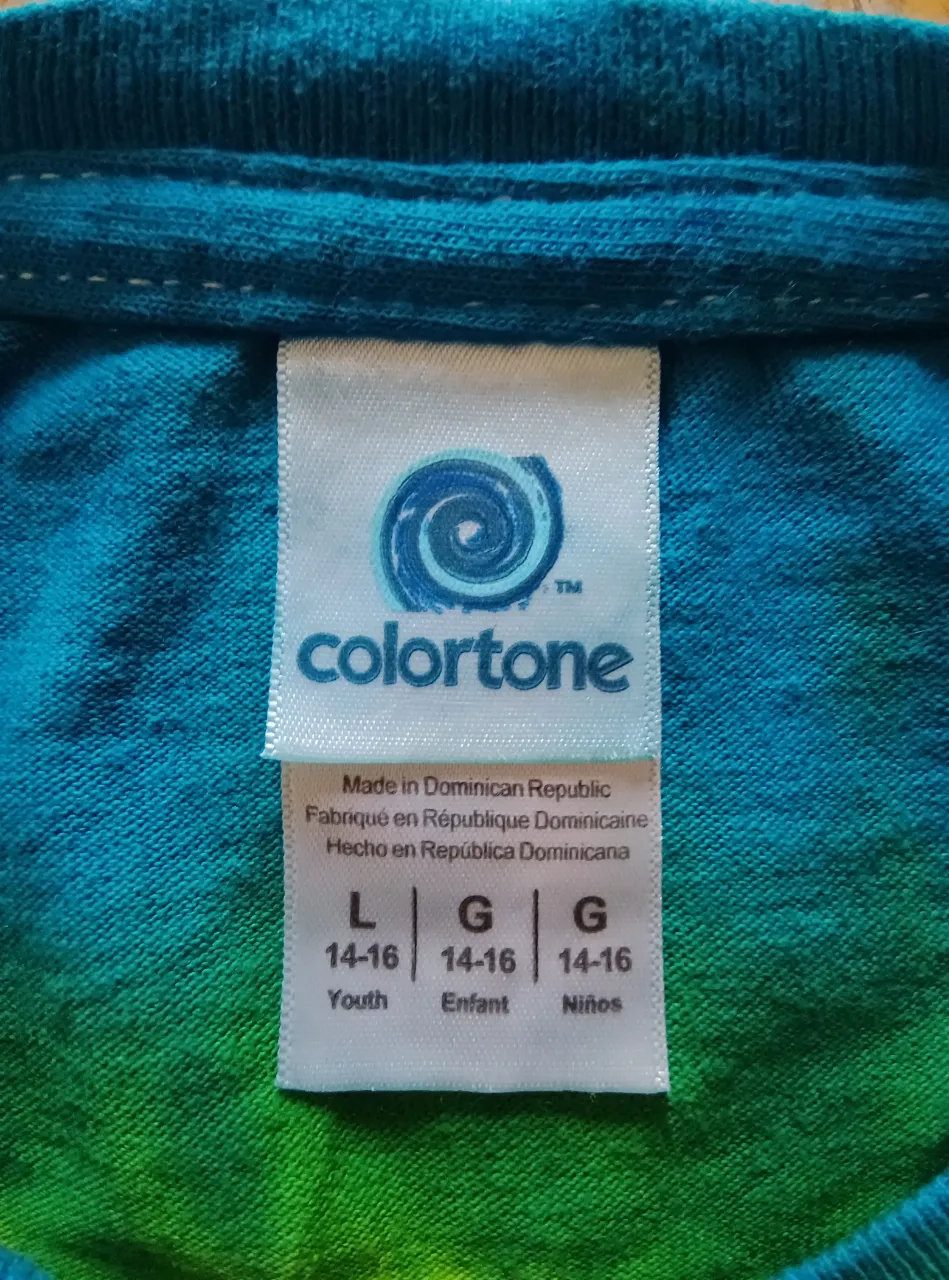 TM
colortone
Made in Dominican Republic
Fabriqué en République Dominicaine
Hecho en República Dominicana
L G G
14-16 14-16 14-16
Youth Enfant Niños